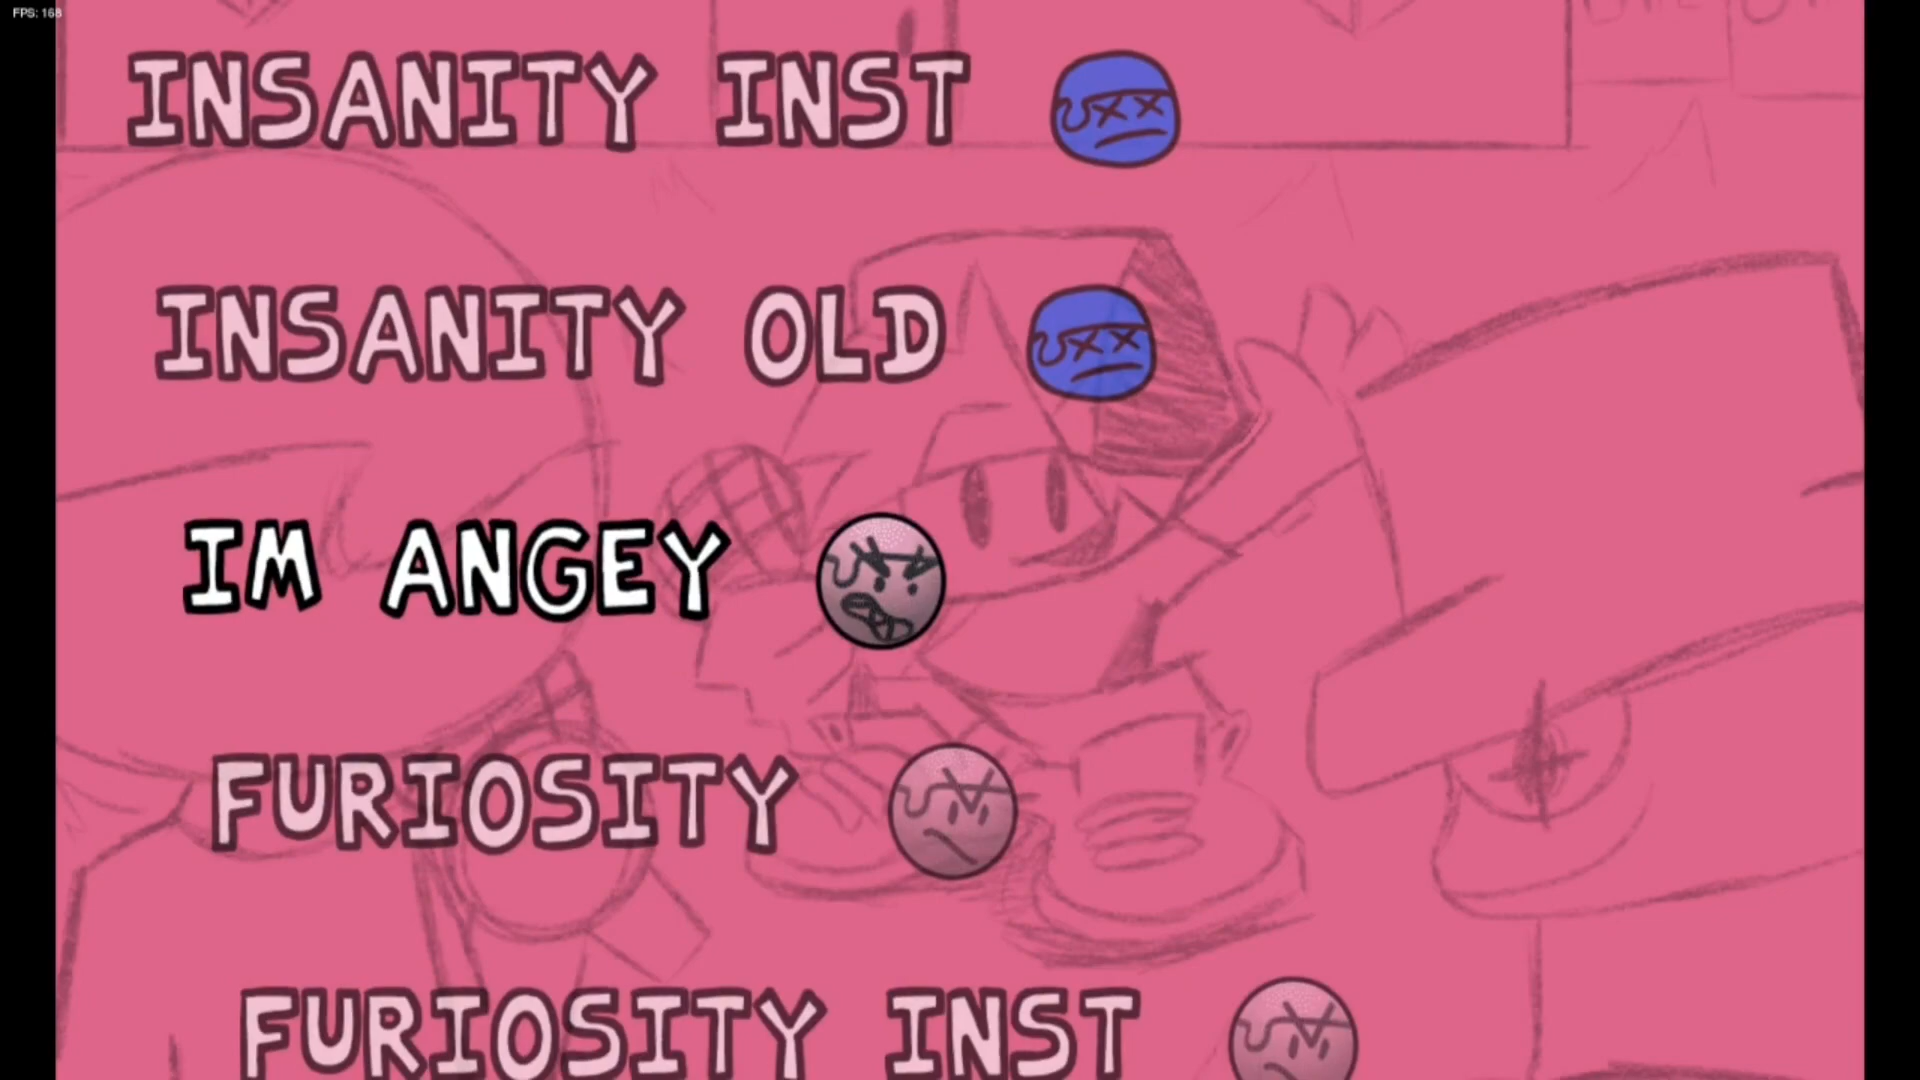 FPS: 168
INSANITY INST
INSANITY OLD
IM ANGEY
FURIOSITY
FURIOSITY INST